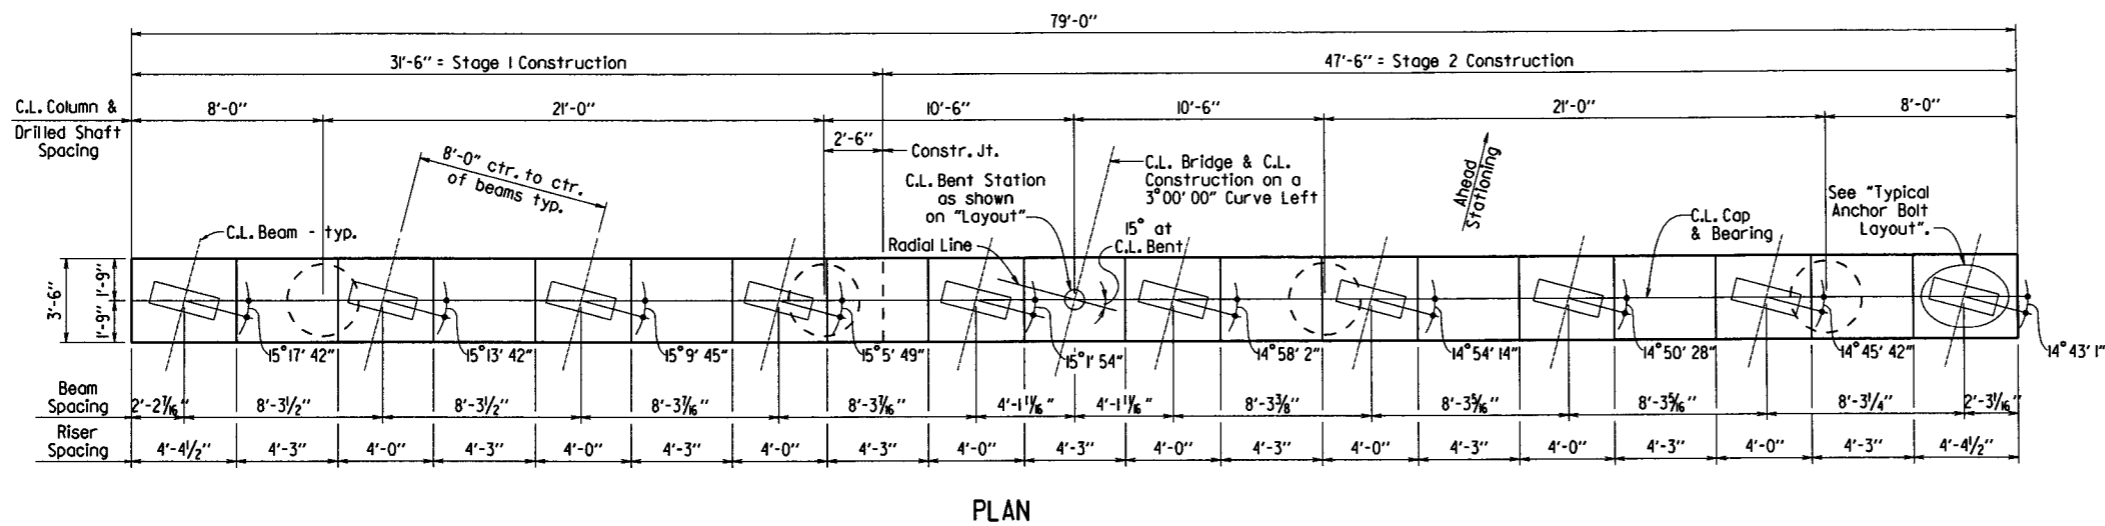 79'-0"
31'-6" = Stage 1 Construction
47'-6" = Stage 2 Construction
C.L. Column &
Drilled Shaft
Spacing
8'-0"
21'-0"
10'-6"
10'-6"
21'-0"
8'-0"
2'-6"
Constr. Jt.
8'-0" ctr. to ctr.
of beams typ.
C.L. Bent Station
as shown
on "Layout"
C.L. Bridge & C.L.
Construction on a
3°00'00" Curve Left
Ahead
Stationing
See "Typical
Anchor Bolt
Layout".
C.L. Beam - typ.
Radial Line
15° at
C.L. Bent
C.L. Cap
& Bearing
3'-6"
1'-9"
1'-9"
15°17'42"
15°13'42"
15°9'45"
15°5'49"
15°1'54"
14°58'2"
14°54'14"
14°50'28"
14°45'42"
14°43'1"
Beam
Spacing
2'-2 7/16"
8'-3 1/2"
8'-3 1/2"
8'-3 7/16"
8'-3 7/16"
4'-1 11/16"
4'-1 11/16"
8'-3 3/8"
8'-3 5/16"
8'-3 5/16"
8'-3 1/4"
2'-3 1/16"
Riser
Spacing
4'-4 1/2"
4'-3"
4'-0"
4'-3"
4'-0"
4'-3"
4'-0"
4'-3"
4'-0"
4'-3"
4'-0"
4'-3"
4'-0"
4'-3"
4'-0"
4'-3"
4'-0"
4'-3"
4'-4 1/2"
PLAN